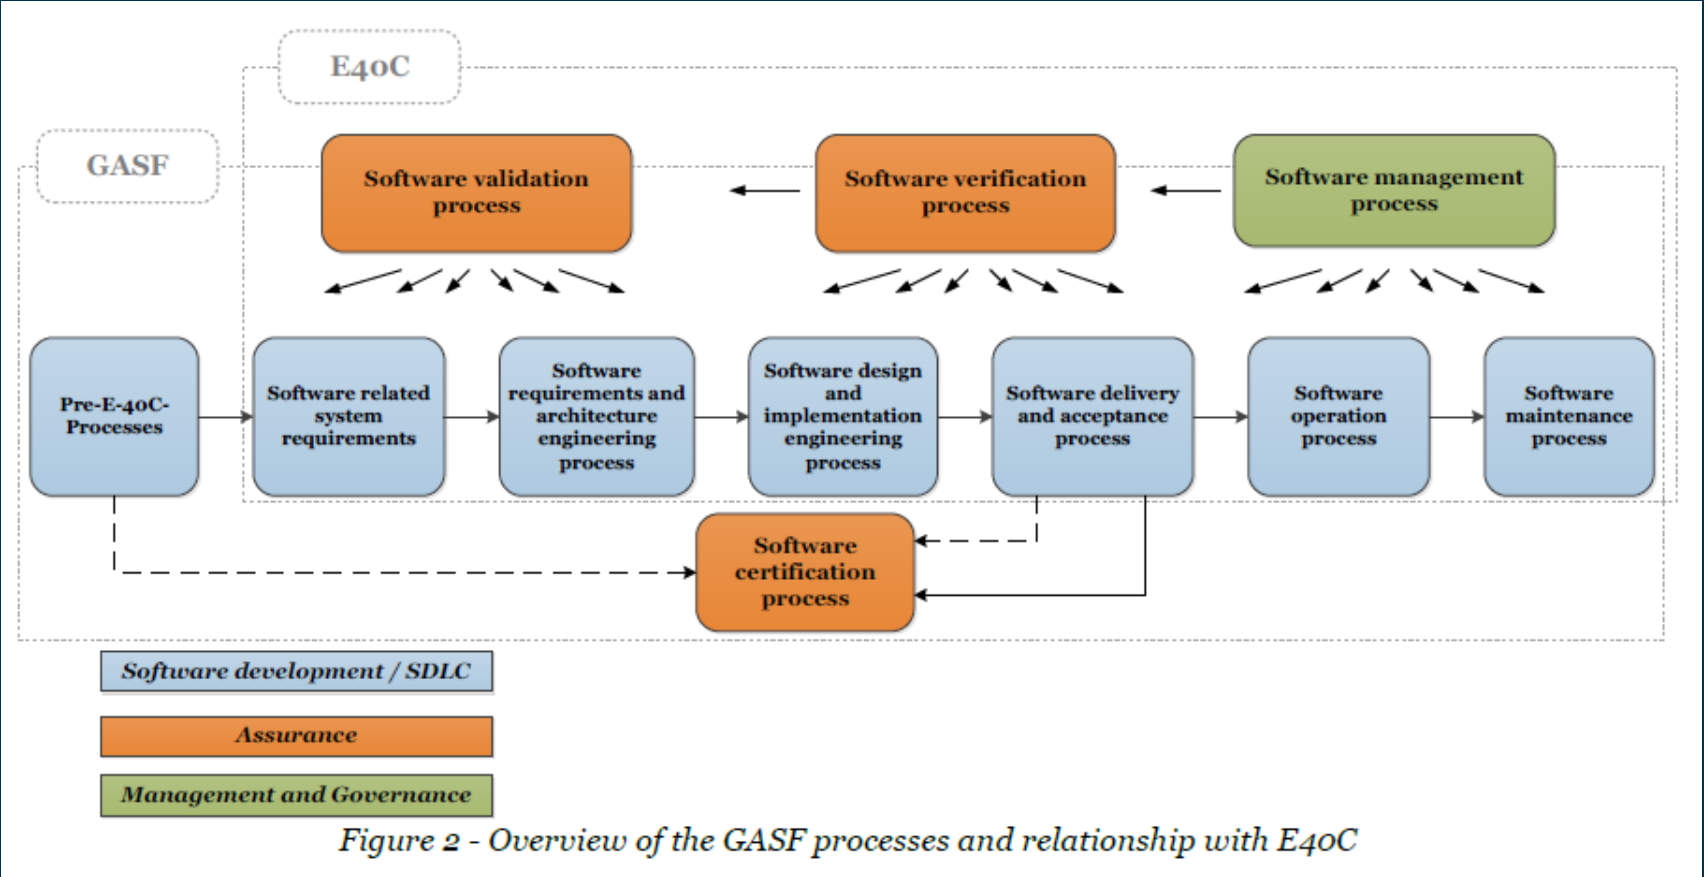 E40C
GASF
Software validation
process
Software verification
process
Software management
process
Pre-E-40C-
Processes
Software related
system
requirements
Software
requirements and
architecture
engineering
process
Software design
and
implementation
engineering
process
Software delivery
and acceptance
process
Software
operation
process
Software
maintenance
process
Software
certification
process
Software development / SDLC
Assurance
Management and Governance
Figure 2 - Overview of the GASF processes and relationship with E40C